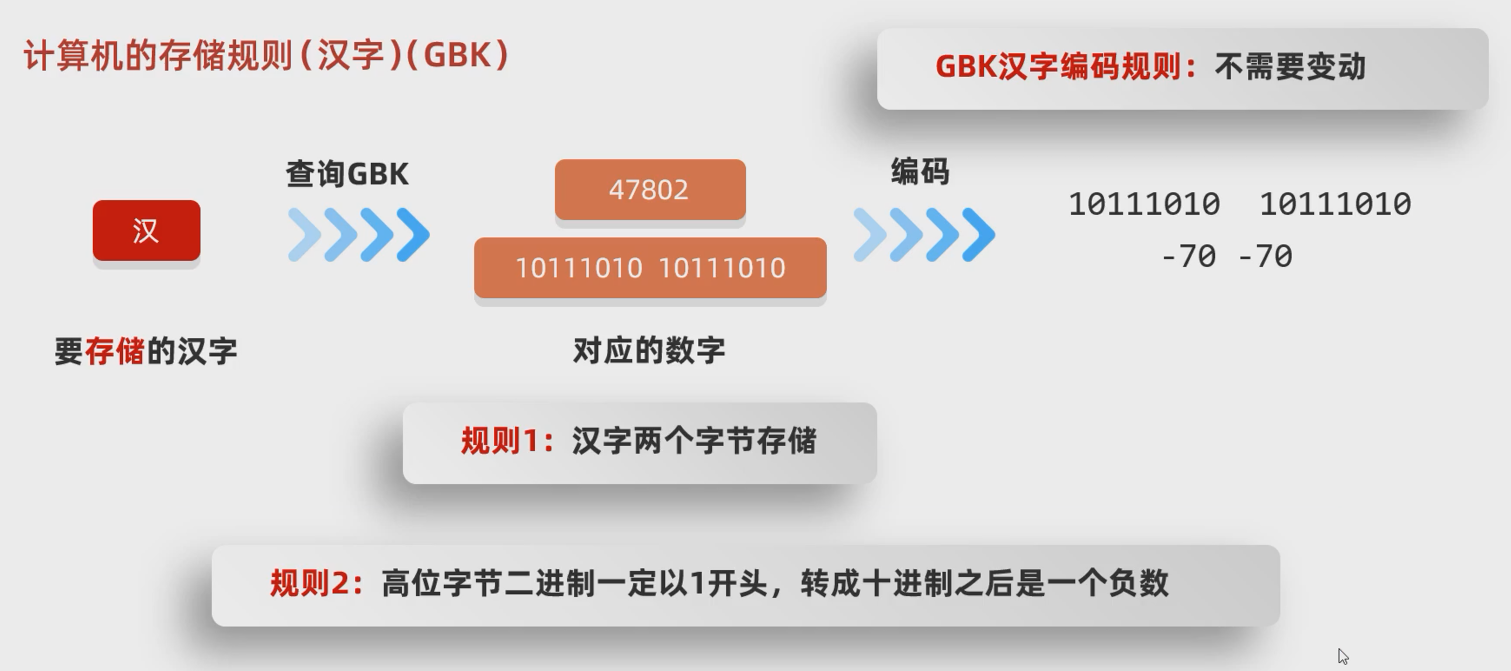 计算机的存储规则(汉字)(GBK)
GBK汉字编码规则：不需要变动
查询GBK
编码
汉
47802
10111010 10111010
10111010 10111010
-70 -70
要存储的汉字
对应的数字
规则1：汉字两个字节存储
规则2：高位字节二进制一定以1开头，转成十进制之后是一个负数